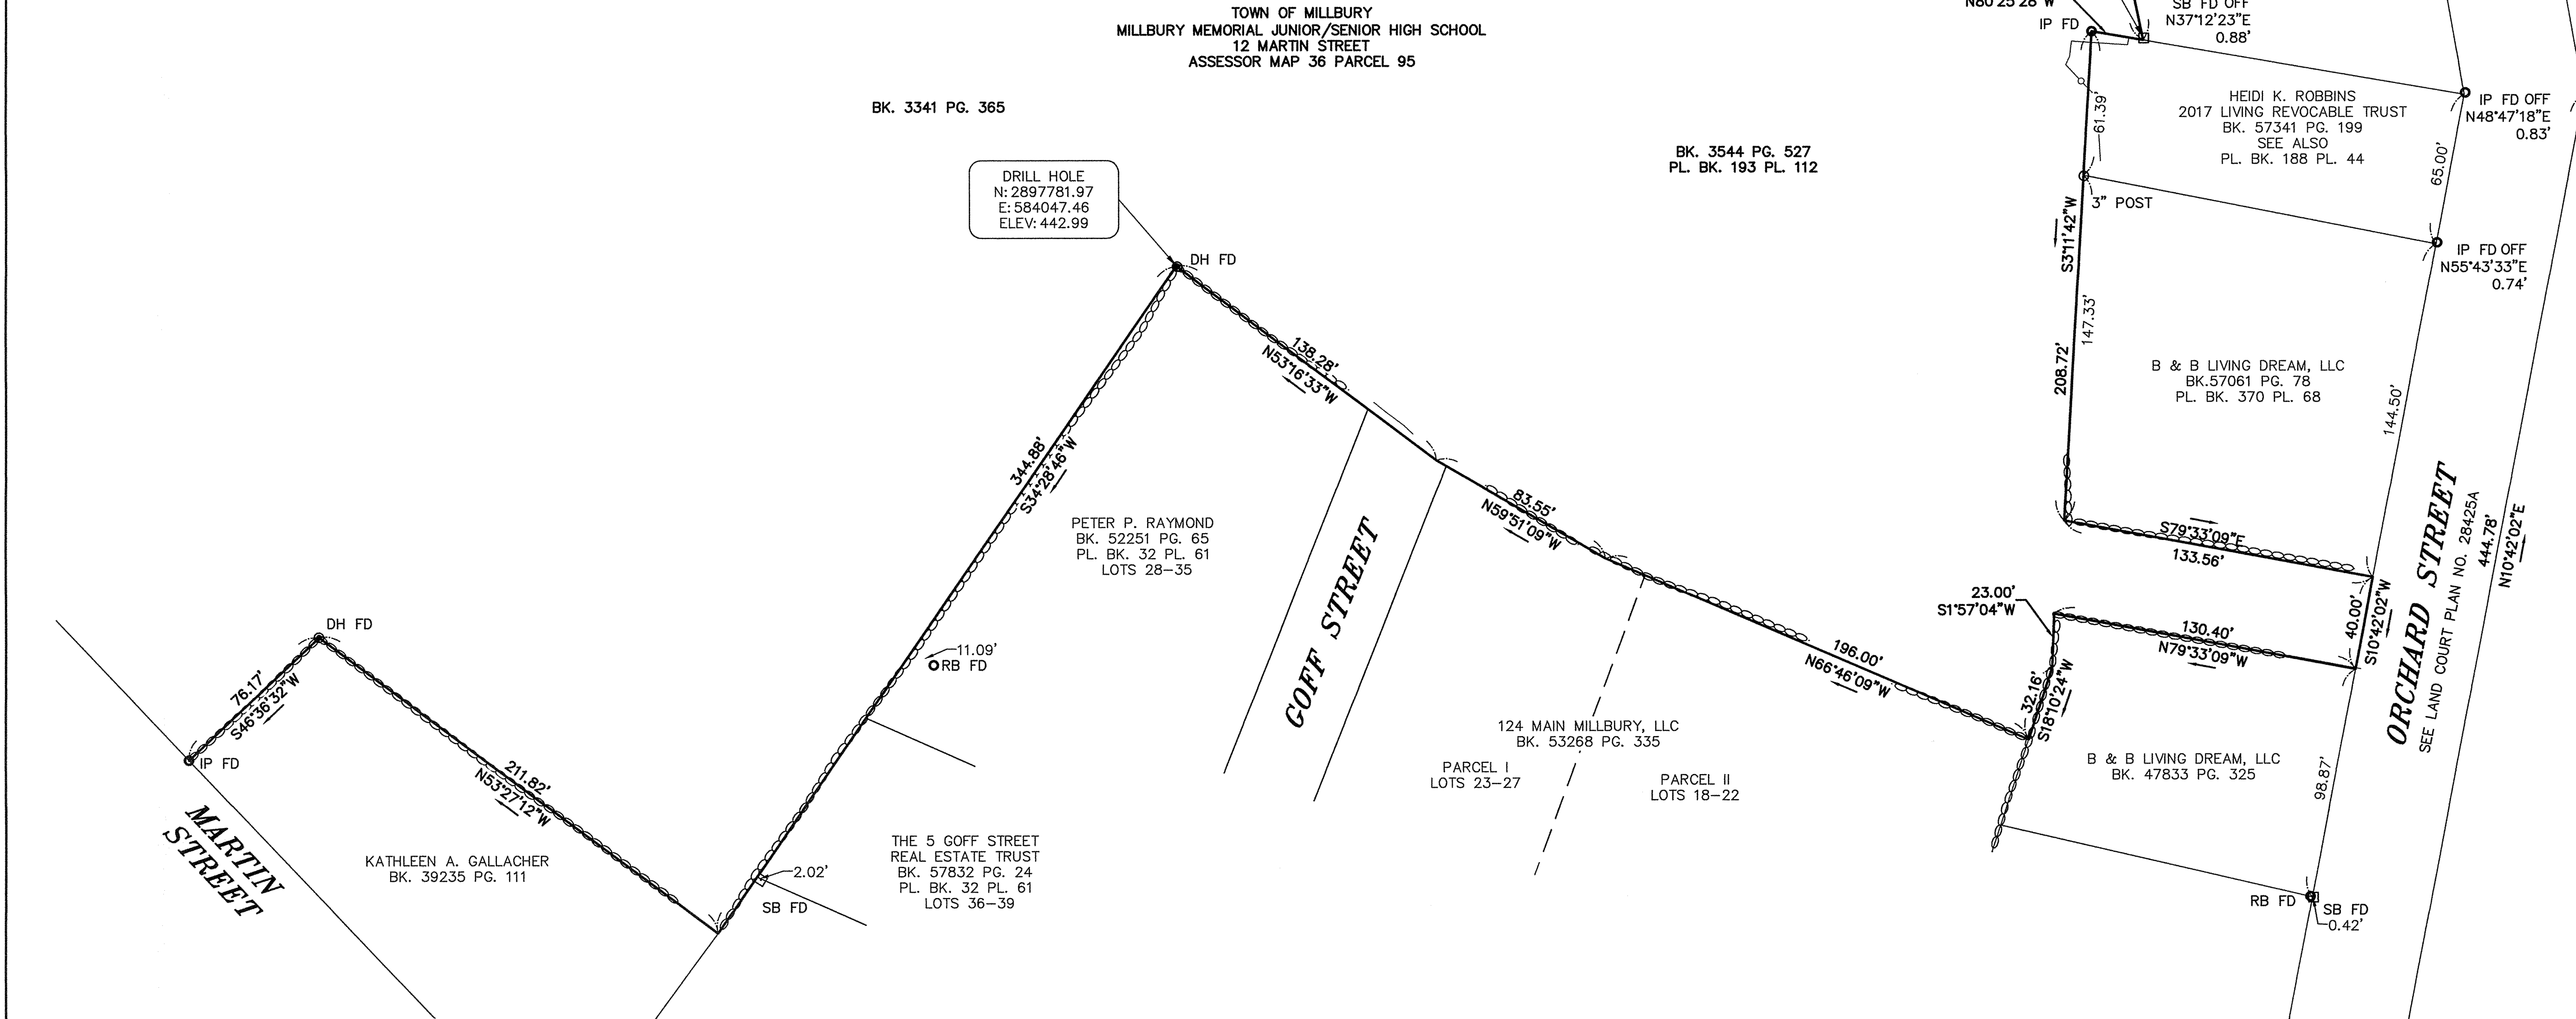 TOWN OF MILLBURY
MILLBURY MEMORIAL JUNIOR/SENIOR HIGH SCHOOL
12 MARTIN STREET
ASSESSOR MAP 36 PARCEL 95
BK. 3341 PG. 365
BK. 3544 PG. 527
PL. BK. 193 PL. 112
DRILL HOLE
N: 2897781.97
E: 584047.46
ELEV: 442.99
DH FD
138.28'
N53°16'33"W
344.88'
S34°28'46"W
PETER P. RAYMOND
BK. 52251 PG. 65
PL. BK. 32 PL. 61
LOTS 28-35
11.09'
RB FD
DH FD
76.17'
S46°36'32"W
IP FD
211.82'
N53°27'12"W
MARTIN
STREET
KATHLEEN A. GALLACHER
BK. 39235 PG. 111
THE 5 GOFF STREET
REAL ESTATE TRUST
BK. 57832 PG. 24
PL. BK. 32 PL. 61
LOTS 36-39
2.02'
SB FD
GOFF STREET
83.55'
N59°51'09"W
196.00'
N66°46'09"W
124 MAIN MILLBURY, LLC
BK. 53268 PG. 335
PARCEL I
LOTS 23-27
PARCEL II
LOTS 18-22
N80°25'28"W
IP FD
SB FD OFF
N37°12'23"E
0.88'
HEIDI K. ROBBINS
2017 LIVING REVOCABLE TRUST
BK. 57341 PG. 199
SEE ALSO
PL. BK. 188 PL. 44
IP FD OFF
N48°47'18"E
0.83'
61.39'
65.00'
3" POST
S3°11'42"W
147.33'
208.72'
IP FD OFF
N55°43'33"E
0.74'
B & B LIVING DREAM, LLC
BK.57061 PG. 78
PL. BK. 370 PL. 68
144.50'
S79°33'09"E
133.56'
23.00'
S1°57'04"W
130.40'
N79°33'09"W
40.00'
S10°42'02"W
32.16'
S18°10'24"W
ORCHARD STREET
SEE LAND COURT PLAN NO. 28425A
444.78'
N10°42'02"E
B & B LIVING DREAM, LLC
BK. 47833 PG. 325
98.87'
RB FD
SB FD
0.42'